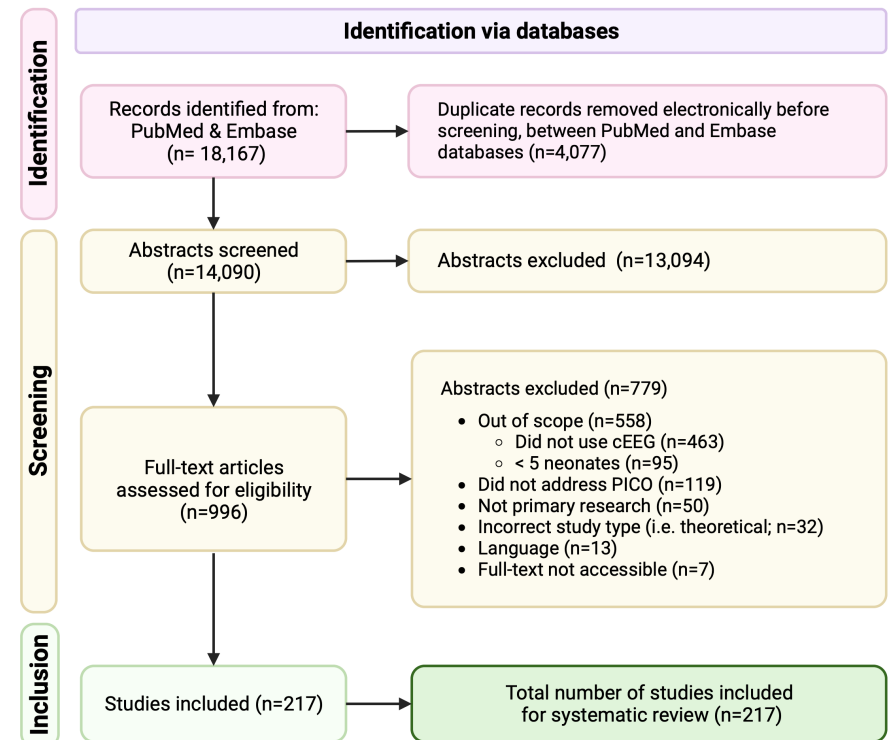 Identification via databases
Identification
Records identified from:
PubMed & Embase
(n= 18,167)
Duplicate records removed electronically before
screening, between PubMed and Embase
databases (n=4,077)
Screening
Abstracts screened
(n=14,090)
Abstracts excluded (n=13,094)
Full-text articles
assessed for eligibility
(n=996)
Abstracts excluded (n=779)
• Out of scope (n=558)
○ Did not use cEEG (n=463)
○ < 5 neonates (n=95)
• Did not address PICO (n=119)
• Not primary research (n=50)
• Incorrect study type (i.e. theoretical; n=32)
• Language (n=13)
• Full-text not accessible (n=7)
Inclusion
Studies included (n=217)
Total number of studies included
for systematic review (n=217)